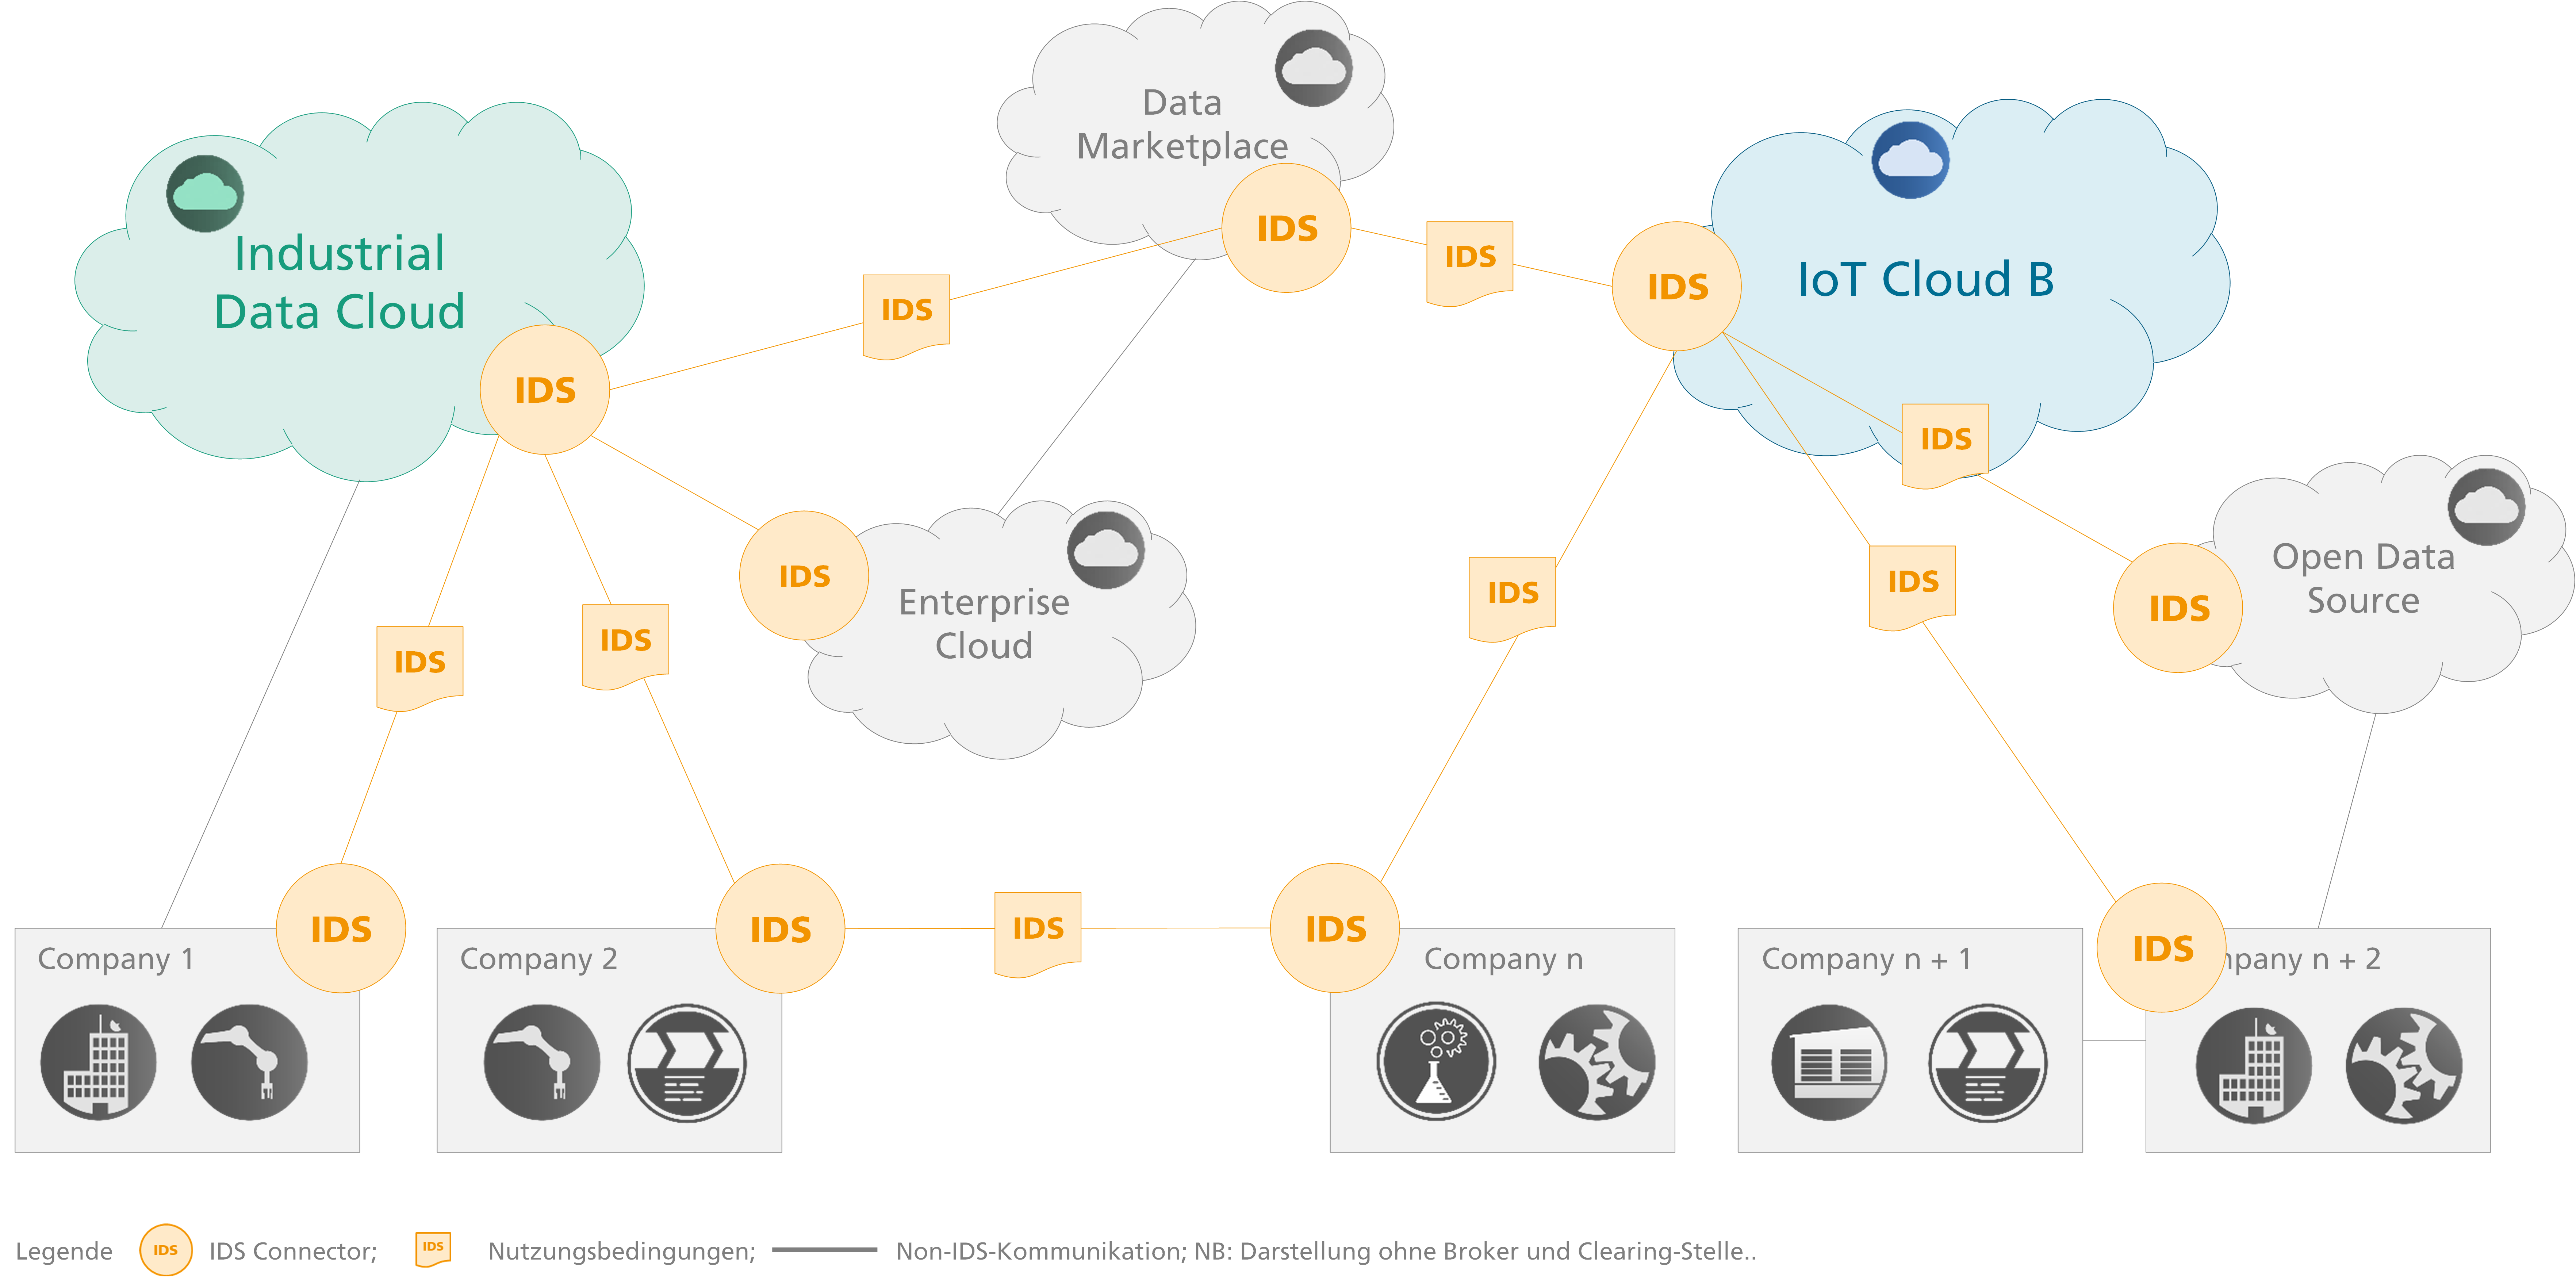 Data
Marketplace
IDS
Industrial
Data Cloud
IDS
IDS
IDS
IDS
IoT Cloud B
IDS
Enterprise
Cloud
IDS
IDS
IDS
IDS
IDS
IDS
Open Data
Source
IDS
IDS
Company 1
IDS
Company 2
IDS
IDS
Company n
Company n + 1
IDS
mpany n + 2
Legende IDS IDS Connector; IDS Nutzungsbedingungen; Non-IDS-Kommunikation; NB: Darstellung ohne Broker und Clearing-Stelle..